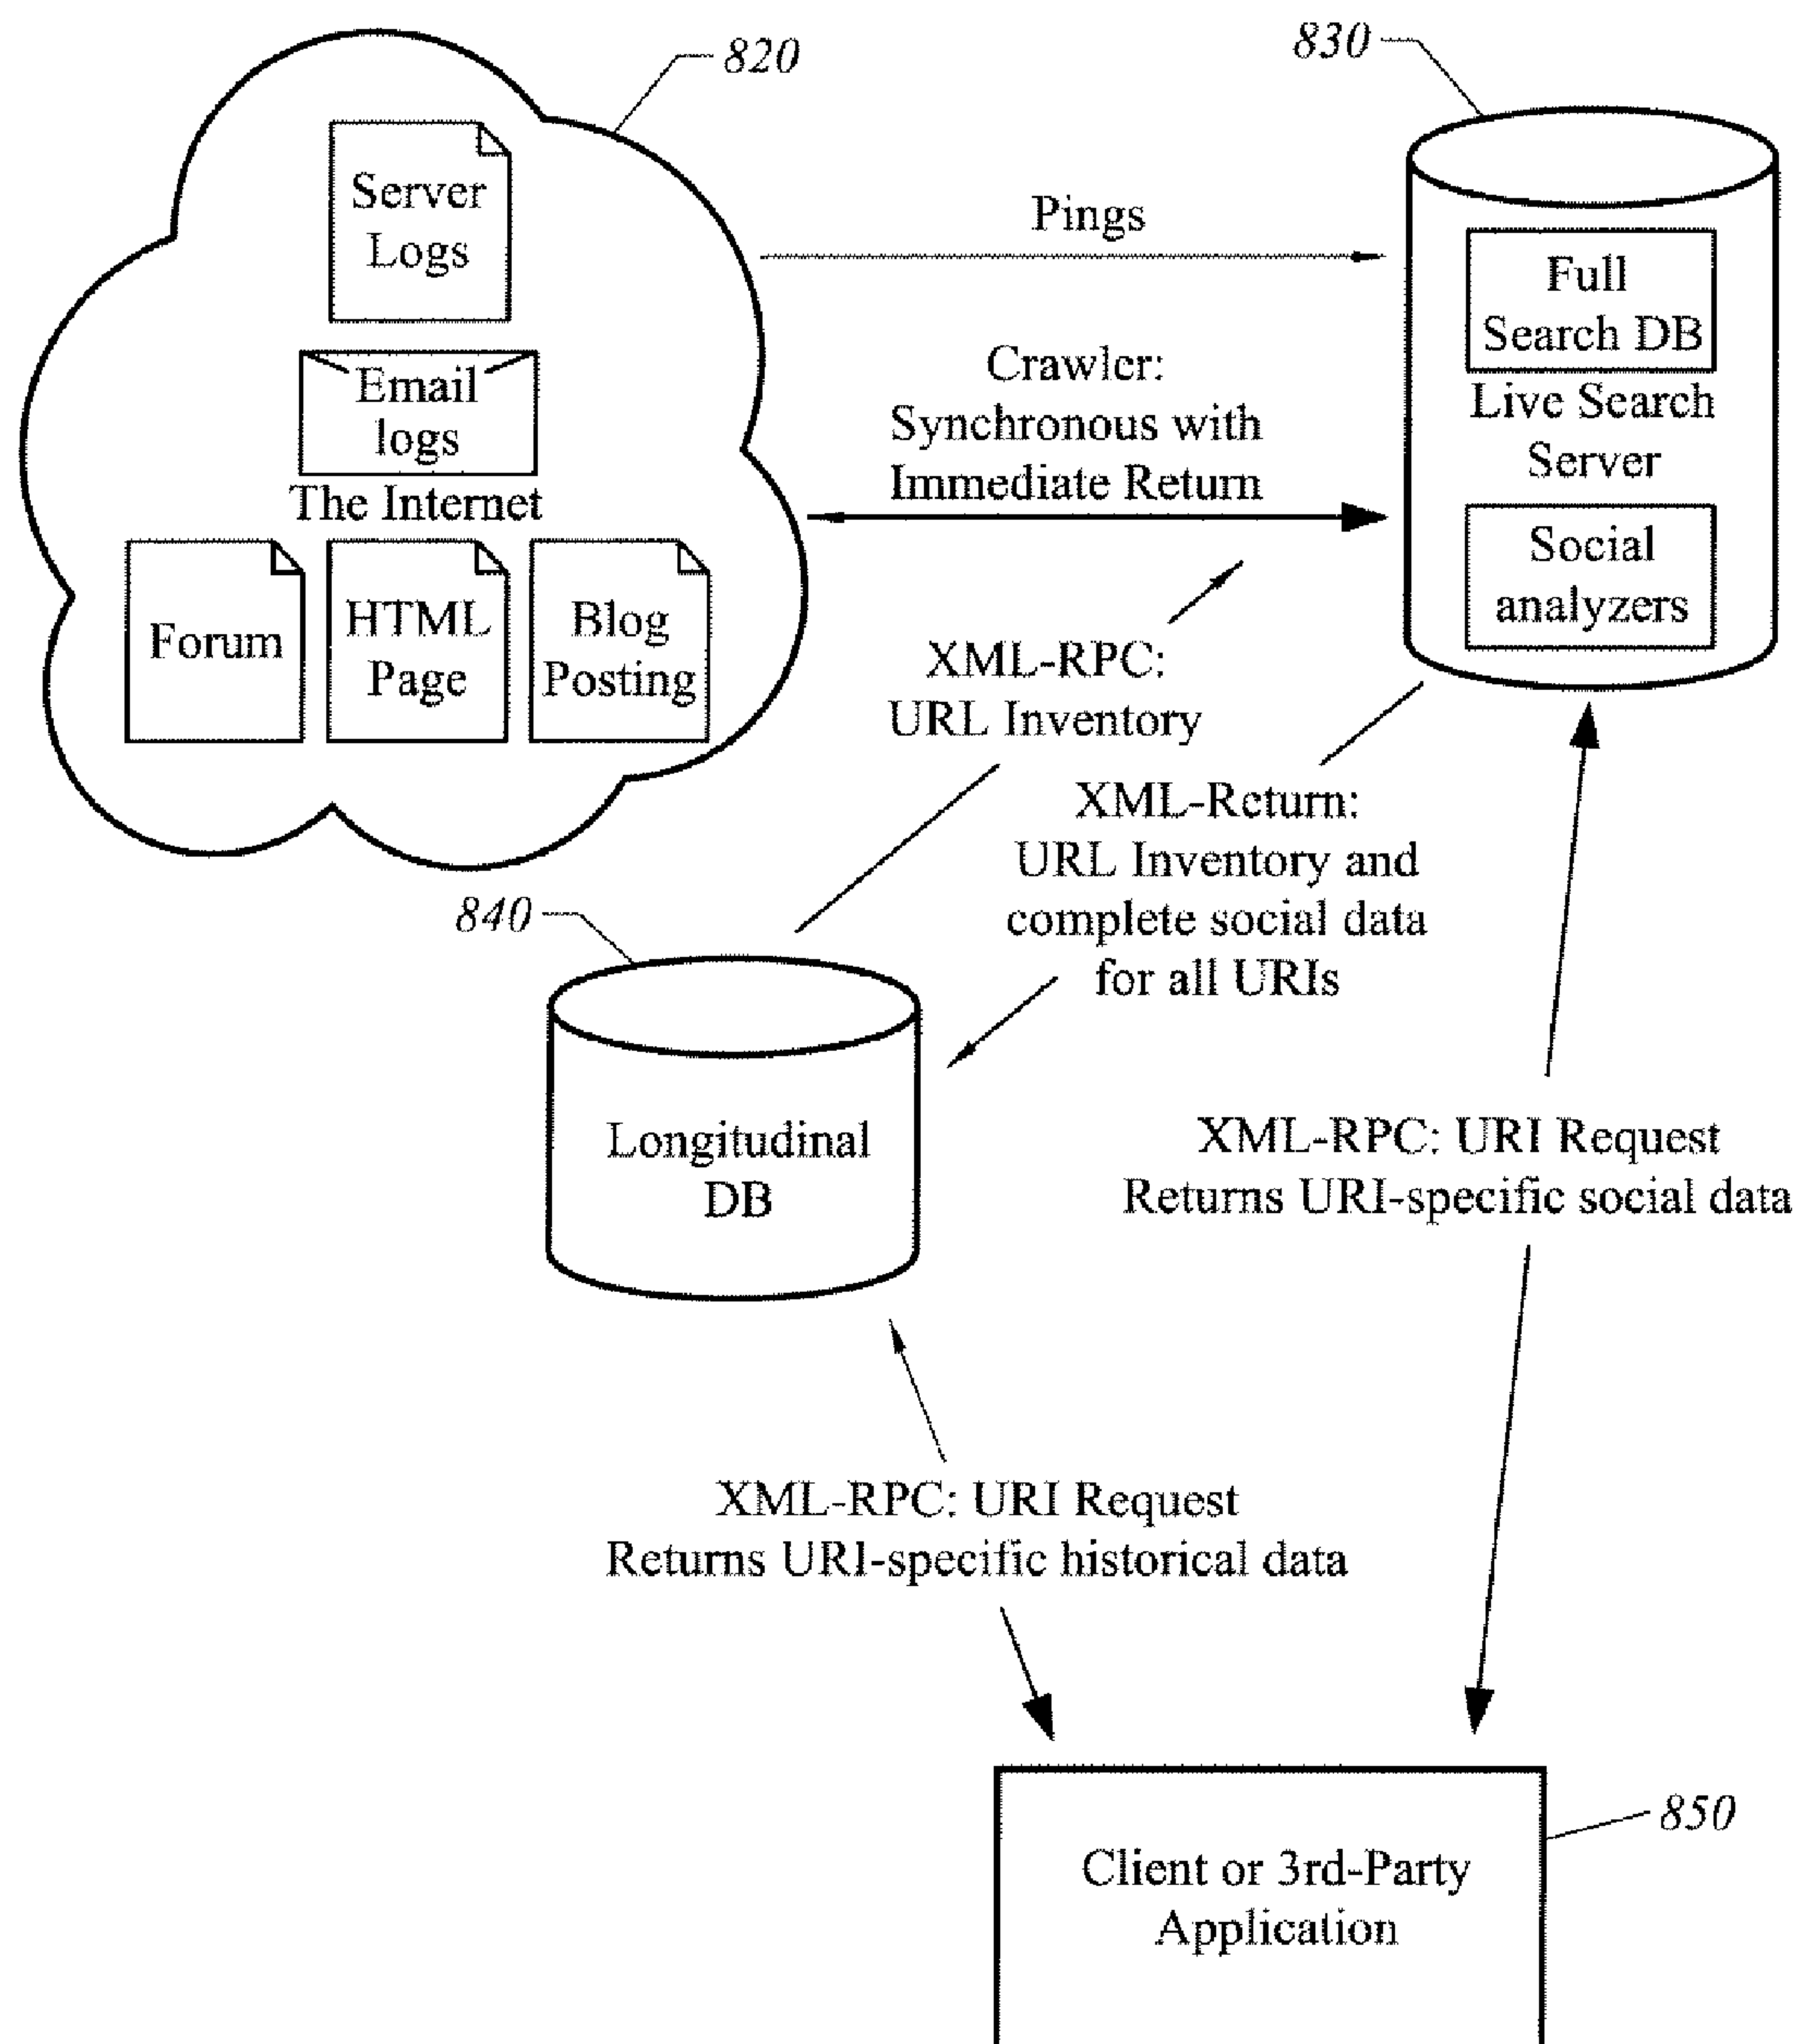 820
830
Server
Logs
Email
logs
The Internet
Forum
HTML
Page
Blog
Posting
Pings
Crawler:
Synchronous with
Immediate Return
Full
Search DB
Live Search
Server
Social
analyzers
XML-RPC:
URL Inventory
XML-Return:
URL Inventory and
complete social data
for all URIs
840
Longitudinal
DB
XML-RPC: URI Request
Returns URI-specific social data
XML-RPC: URI Request
Returns URI-specific historical data
850
Client or 3rd-Party
Application